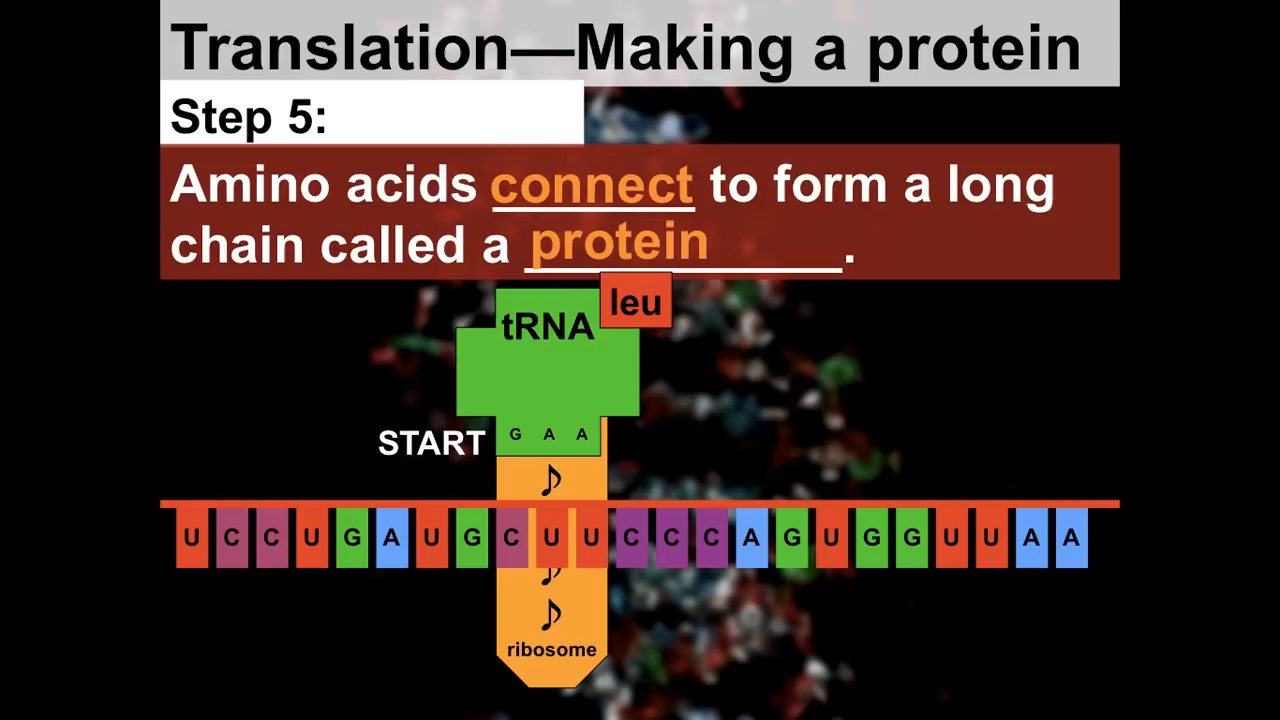 Translation—Making a protein
Step 5:
Amino acids connect to form a long
chain called a protein.
leu
tRNA
START
G A A
U C C U G A U G C U U C C C A G U G G U U A A
ribosome